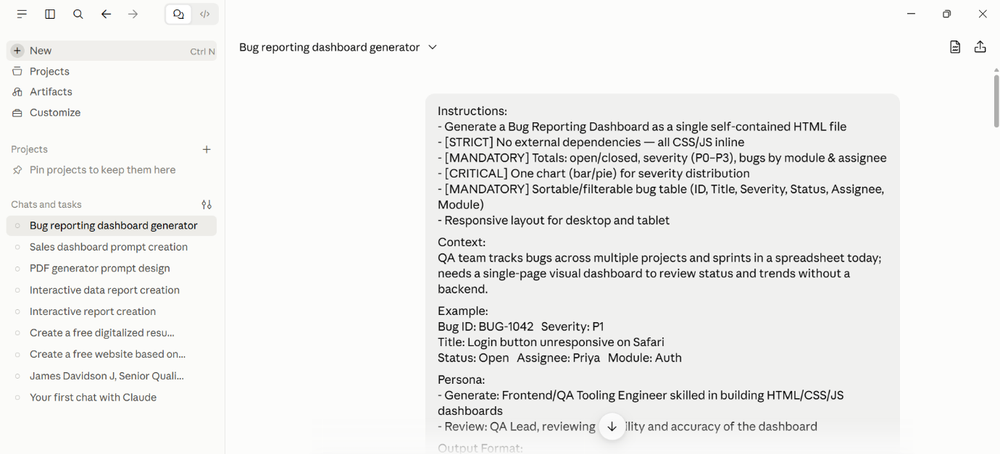 Bug reporting dashboard generator
New
Ctrl N
Projects
Artifacts
Customize
Projects
Pin projects to keep them here
Chats and tasks
Bug reporting dashboard generator
Sales dashboard prompt creation
PDF generator prompt design
Interactive data report creation
Interactive report creation
Create a free digitalized resu...
Create a free website based on...
James Davidson J, Senior Quali...
Your first chat with Claude
Instructions:
- Generate a Bug Reporting Dashboard as a single self-contained HTML file
- [STRICT] No external dependencies — all CSS/JS inline
- [MANDATORY] Totals: open/closed, severity (P0–P3), bugs by module & assignee
- [CRITICAL] One chart (bar/pie) for severity distribution
- [MANDATORY] Sortable/filterable bug table (ID, Title, Severity, Status, Assignee,
Module)
- Responsive layout for desktop and tablet
Context:
QA team tracks bugs across multiple projects and sprints in a spreadsheet today;
needs a single-page visual dashboard to review status and trends without a
backend.
Example:
Bug ID: BUG-1042 Severity: P1
Title: Login button unresponsive on Safari
Status: Open Assignee: Priya Module: Auth
Persona:
- Generate: Frontend/QA Tooling Engineer skilled in building HTML/CSS/JS
dashboards
- Review: QA Lead, reviewing and accuracy of the dashboard
Output Format: